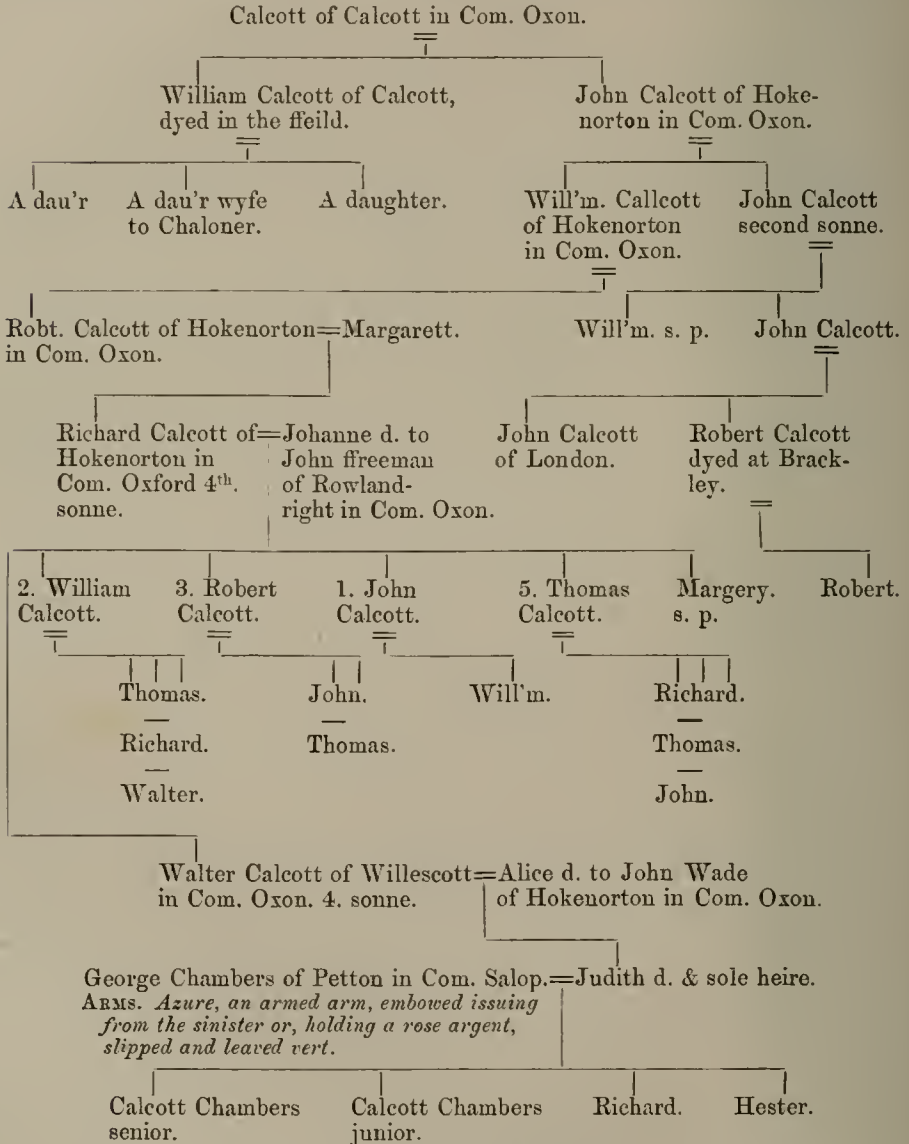 Calcott of Calcott in Com. Oxon.
William Calcott of Calcott,
dyed in the ffeild.
John Calcott of Hoke-
norton in Com. Oxon.
A dau'r
A dau'r wyfe
to Chaloner.
A daughter.
Will'm. Callcott
of Hokenorton
in Com. Oxon.
John Calcott
second sonne.
Robt. Calcott of Hokenorton=Margarett.
in Com. Oxon.
Will'm. s. p.
John Calcott.
Richard Calcott of=Johanne d. to
Hokenorton in
Com. Oxford 4th.
sonne.
John ffreeman
of Rowland-
right in Com. Oxon.
John Calcott
of London.
Robert Calcott
dyed at Brack-
ley.
2. William
Calcott.
3. Robert
Calcott.
1. John
Calcott.
5. Thomas
Calcott.
Margery.
s. p.
Robert.
Thomas.
Richard.
Walter.
John.
Thomas.
Will'm.
Richard.
Thomas.
John.
Walter Calcott of Willescott=Alice d. to John Wade
in Com. Oxon. 4. sonne.
of Hokenorton in Com. Oxon.
George Chambers of Petton in Com. Salop.=Judith d. & sole heire.
ARMS. Azure, an armed arm, embowed issuing
from the sinister or, holding a rose argent,
slipped and leaved vert.
Calcott Chambers
senior.
Calcott Chambers
junior.
Richard.
Hester.